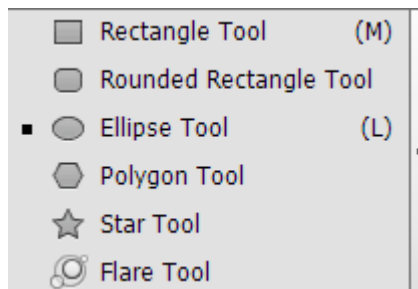 Rectangle Tool (M)
Rounded Rectangle Tool
Ellipse Tool (L)
Polygon Tool
Star Tool
Flare Tool